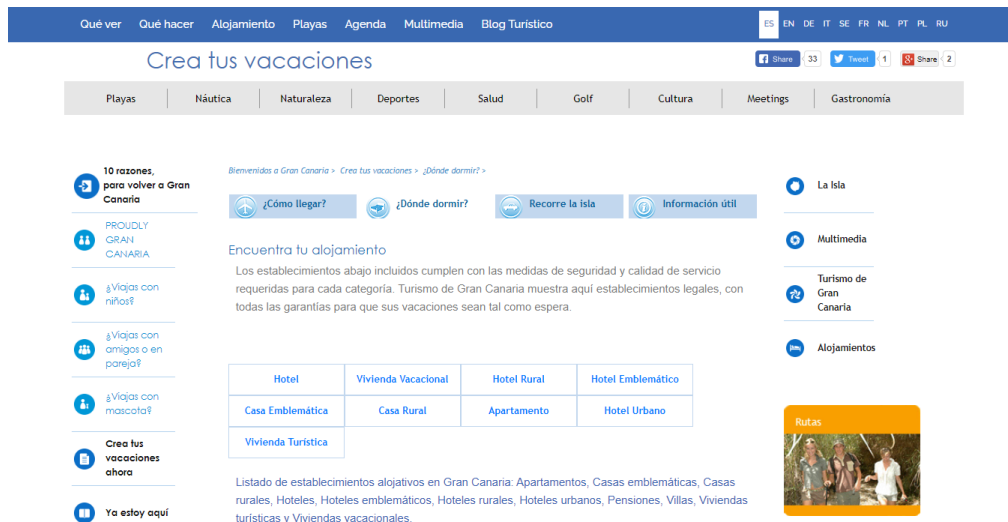 Qué ver Qué hacer Alojamiento Playas Agenda Multimedia Blog Turístico ES EN DE IT SE FR NL PT PL RU
Crea tus vacaciones
Share 33 Tweet 1 Share 2
Playas Náutica Naturaleza Deportes Salud Golf Cultura Meetings Gastronomía
10 razones,
para volver a Gran
Canaria
PROUDLY
GRAN
CANARIA
¿Viajas con
niños?
¿Viajas con
amigos o en
pareja?
¿Viajas con
mascota?
Crea tus
vacaciones
ahora
Ya estoy aquí
Bienvenidos a Gran Canaria > Crea tus vacaciones > ¿Dónde dormir? >
¿Cómo llegar? ¿Dónde dormir? Recorre la isla Información útil
Encuentra tu alojamiento
Los establecimientos abajo incluidos cumplen con las medidas de seguridad y calidad de servicio
requeridas para cada categoría. Turismo de Gran Canaria muestra aquí establecimientos legales, con
todas las garantías para que sus vacaciones sean tal como espera.
Hotel Vivienda Vacacional Hotel Rural Hotel Emblemático
Casa Emblemática Casa Rural Apartamento Hotel Urbano
Vivienda Turística
Listado de establecimientos alojativos en Gran Canaria: Apartamentos, Casas emblemáticas, Casas
rurales, Hoteles, Hoteles emblemáticos, Hoteles rurales, Hoteles urbanos, Pensiones, Villas, Viviendas
turísticas y Viviendas vacacionales.
La Isla
Multimedia
Turismo de
Gran
Canaria
Alojamientos
Rutas